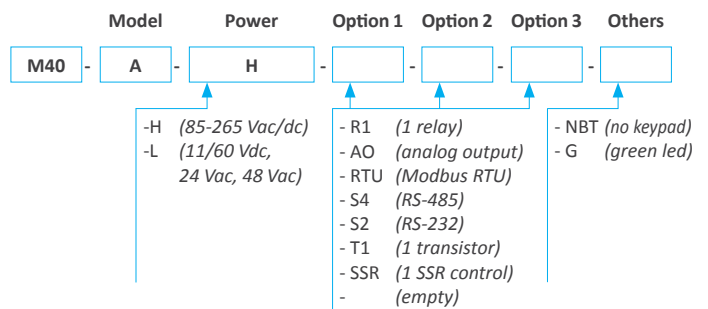 Model Power Option 1 Option 2 Option 3 Others
M40 - A - H - - - -
-H (85-265 Vac/dc)
-L (11/60 Vdc,
24 Vac, 48 Vac)
- R1 (1 relay)
- AO (analog output)
- RTU (Modbus RTU)
- S4 (RS-485)
- S2 (RS-232)
- T1 (1 transistor)
- SSR (1 SSR control)
- (empty)
- NBT (no keypad)
- G (green led)